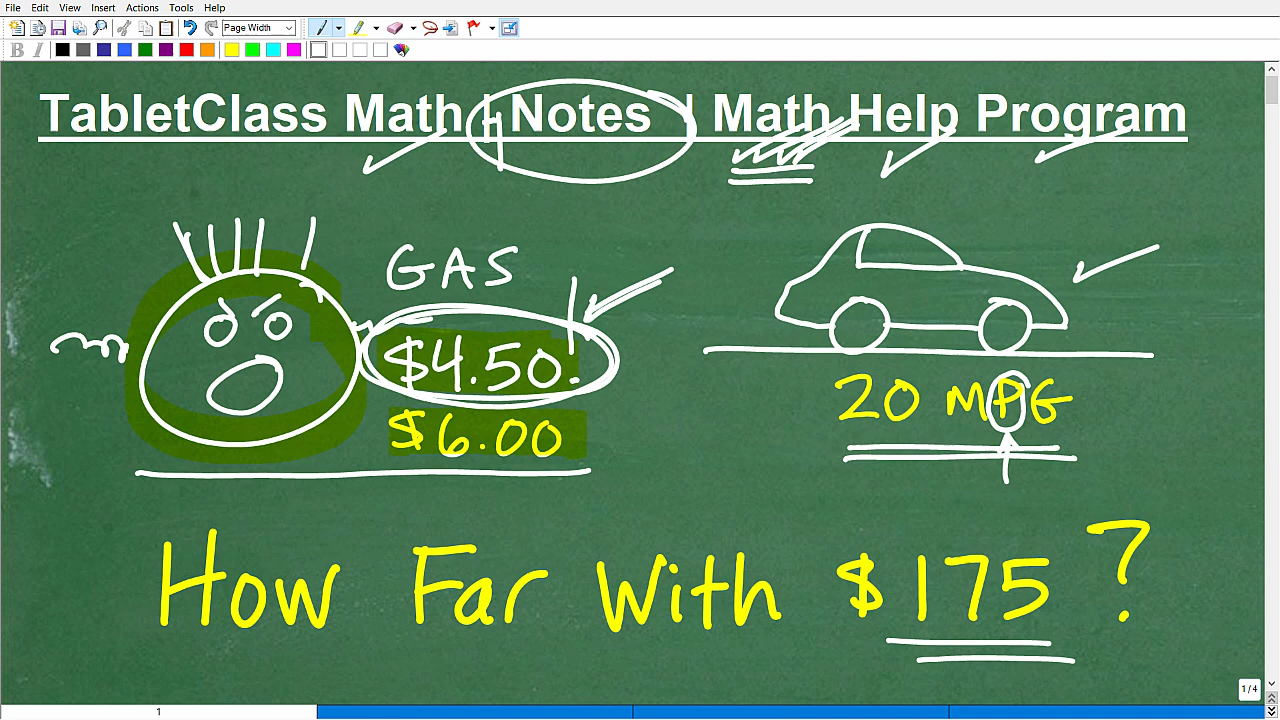 File Edit View Insert Actions Tools Help
Page Width
B I
TabletClass Math | Notes | Math Help Program
GAS
$4.50
$6.00
20 MPG
How Far With $175?
1/4
1